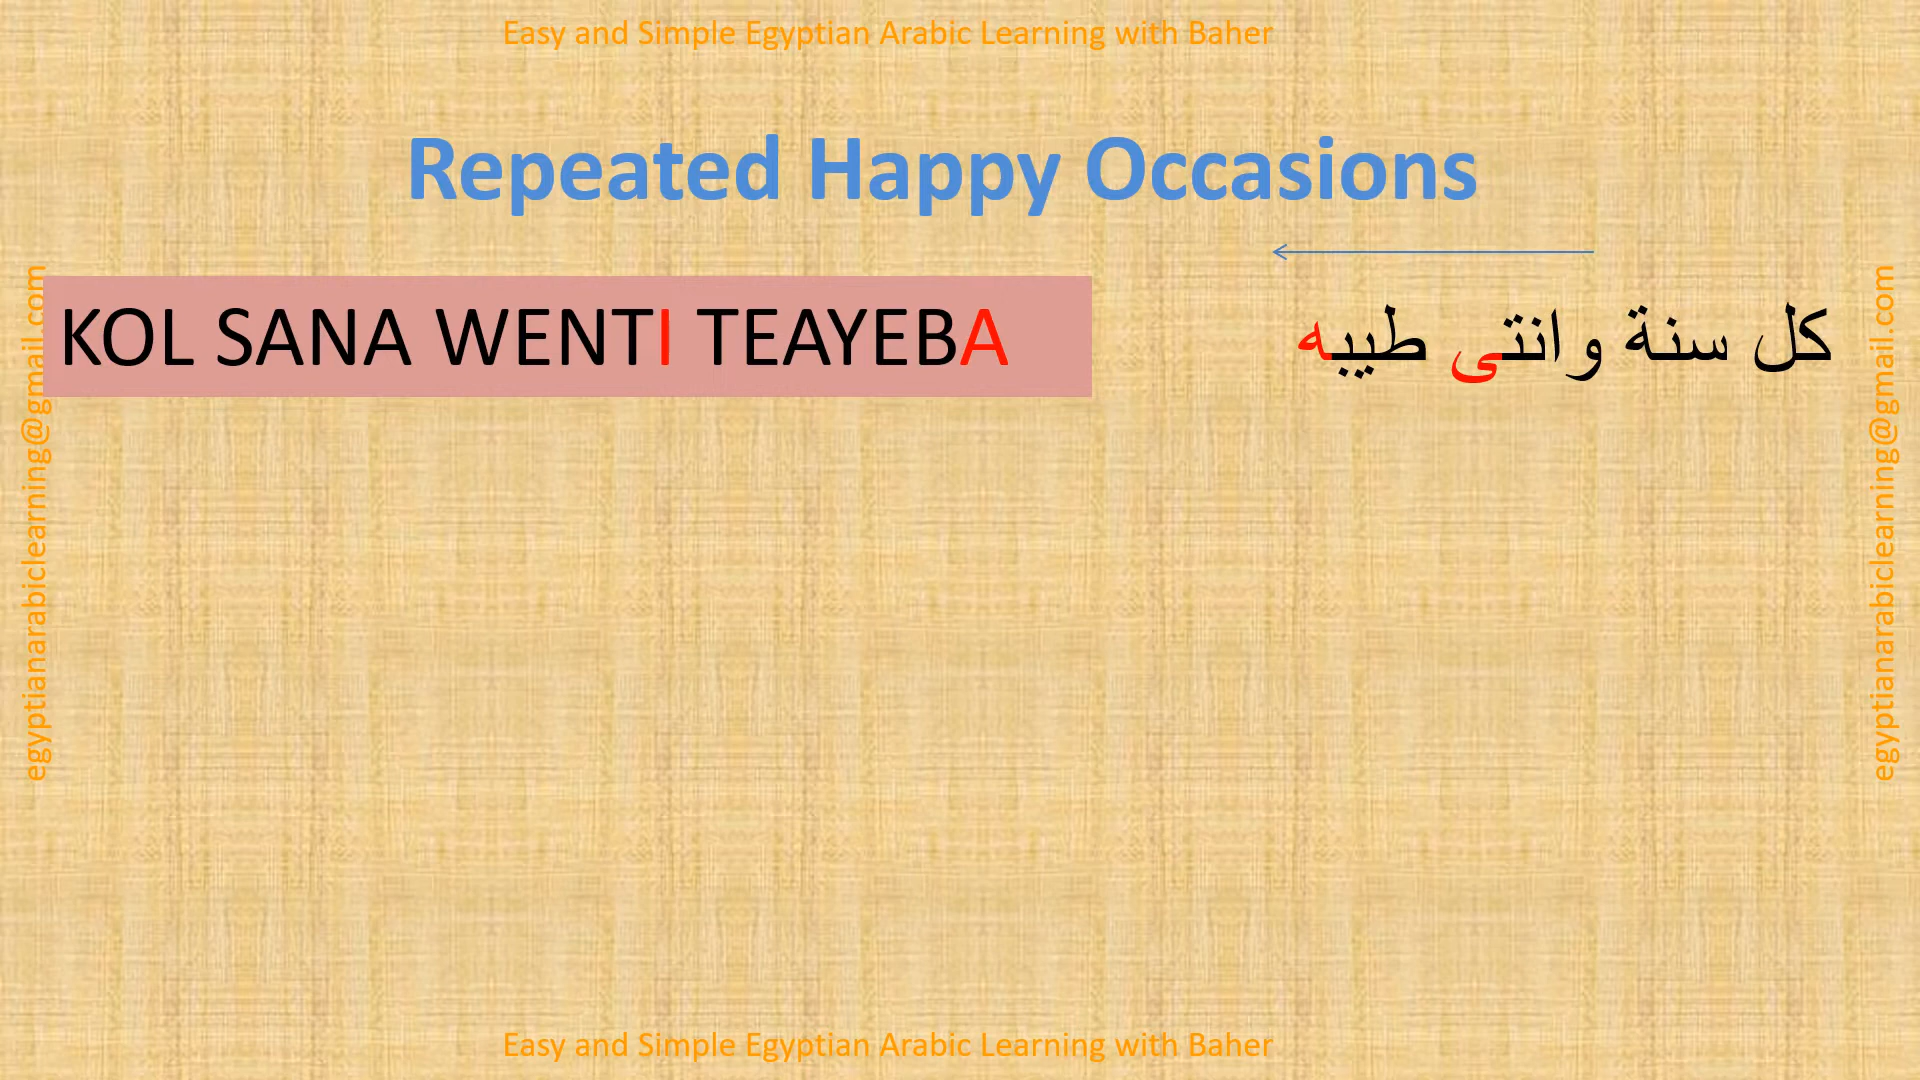 Easy and Simple Egyptian Arabic Learning with Baher
Repeated Happy Occasions
KOL SANA WENTI TEAYEBA
كل سنة وانتى طيبه
egyptianarabiclearning@gmail.com
egyptianarabiclearning@gmail.com
Easy and Simple Egyptian Arabic Learning with Baher